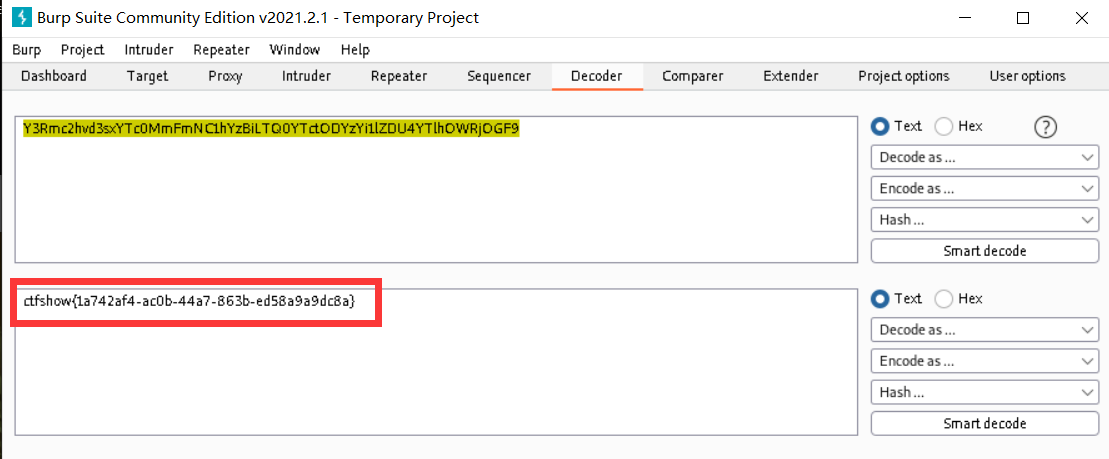 Burp Suite Community Edition v2021.2.1 - Temporary Project
Burp Project Intruder Repeater Window Help
Dashboard Target Proxy Intruder Repeater Sequencer Decoder Comparer Extender Project options User options
Y3Rmc2hvd3sxYTc0MmFmNC1hYzBiLTQ0YTctODYzYi1lZDU4YTlhOWRjOGF9
Text Hex ?
Decode as ...
Encode as ...
Hash ...
Smart decode
ctfshow{1a742af4-ac0b-44a7-863b-ed58a9a9dc8a}
Text Hex
Decode as ...
Encode as ...
Hash ...
Smart decode